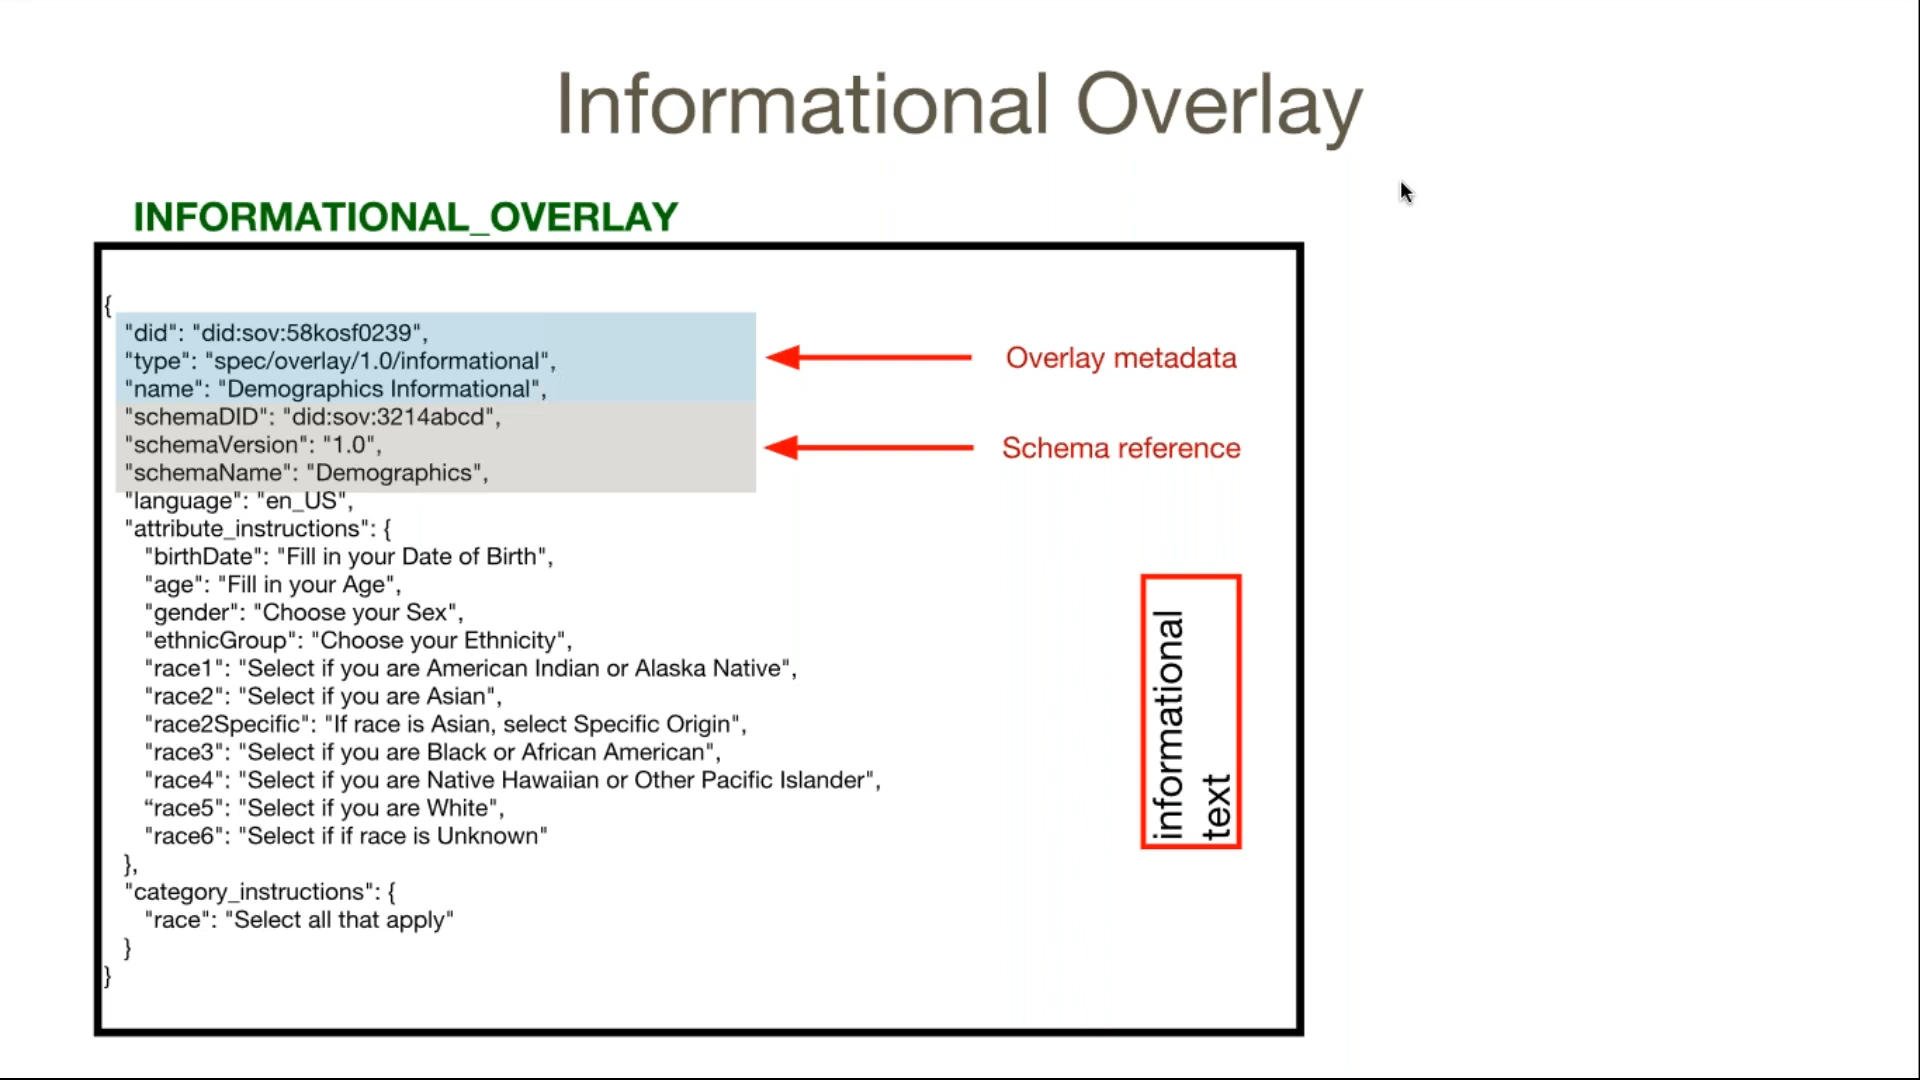 Informational Overlay
INFORMATIONAL_OVERLAY
{
"did": "did:sov:58kosf0239",
"type": "spec/overlay/1.0/informational",
"name": "Demographics Informational",
Overlay metadata
"schemaDID": "did:sov:3214abcd",
"schemaVersion": "1.0",
"schemaName": "Demographics",
Schema reference
"language": "en_US",
"attribute_instructions": {
"birthDate": "Fill in your Date of Birth",
"age": "Fill in your Age",
"gender": "Choose your Sex",
"ethnicGroup": "Choose your Ethnicity",
"race1": "Select if you are American Indian or Alaska Native",
"race2": "Select if you are Asian",
"race2Specific": "If race is Asian, select Specific Origin",
"race3": "Select if you are Black or African American",
"race4": "Select if you are Native Hawaiian or Other Pacific Islander",
“race5": "Select if you are White",
"race6": "Select if if race is Unknown"
},
"category_instructions": {
"race": "Select all that apply"
}
}
informational
text